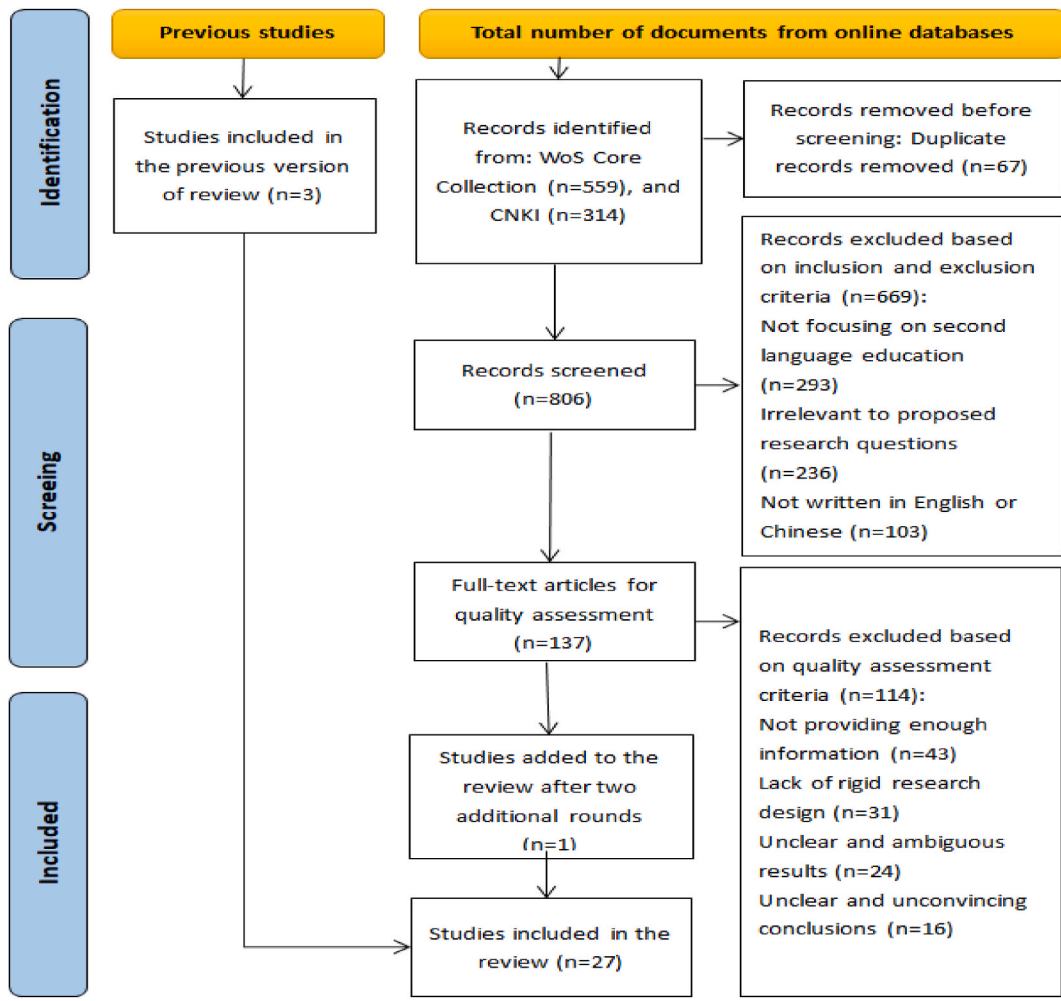 Identification
Previous studies
Studies included in
the previous version
of review (n=3)
Total number of documents from online databases
Records identified
from: WoS Core
Collection (n=559), and
CNKI (n=314)
Records removed before
screening: Duplicate
records removed (n=67)
Screeing
Records screened
(n=806)
Records excluded based
on inclusion and exclusion
criteria (n=669):
Not focusing on second
language education
(n=293)
Irrelevant to proposed
research questions
(n=236)
Not written in English or
Chinese (n=103)
Full-text articles for
quality assessment
(n=137)
Records excluded based
on quality assessment
criteria (n=114):
Not providing enough
information (n=43)
Lack of rigid research
design (n=31)
Unclear and ambiguous
results (n=24)
Unclear and unconvincing
conclusions (n=16)
Included
Studies added to the
review after two
additional rounds
(n=1)
Studies included in the
review (n=27)